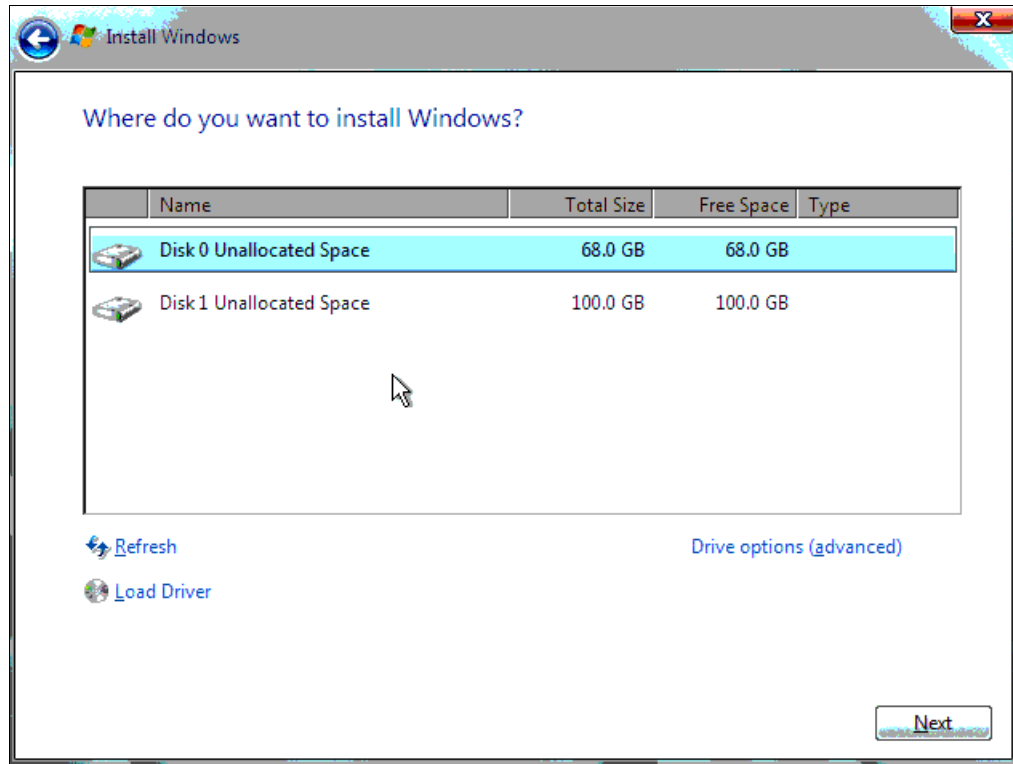 Install Windows
Where do you want to install Windows?
Name Total Size Free Space Type
Disk 0 Unallocated Space 68.0 GB 68.0 GB
Disk 1 Unallocated Space 100.0 GB 100.0 GB
Refresh Drive options (advanced)
Load Driver
Next